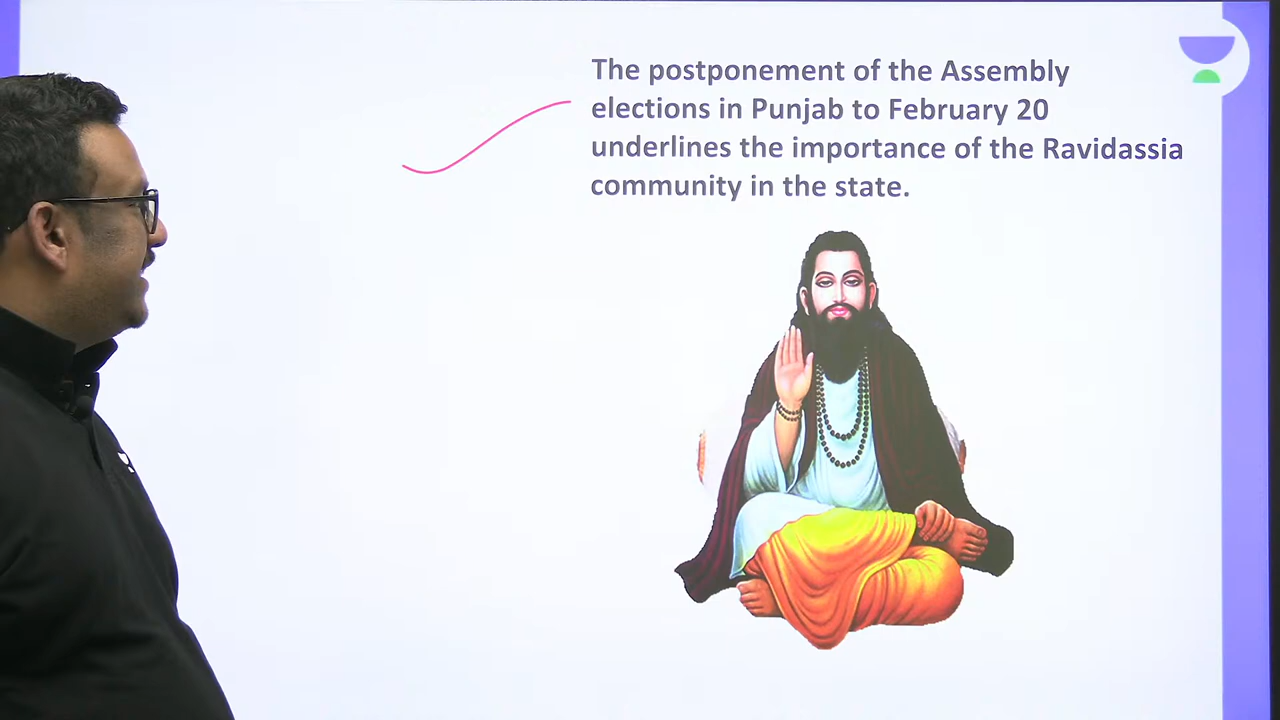 The postponement of the Assembly
elections in Punjab to February 20
underlines the importance of the Ravidassia
community in the state.